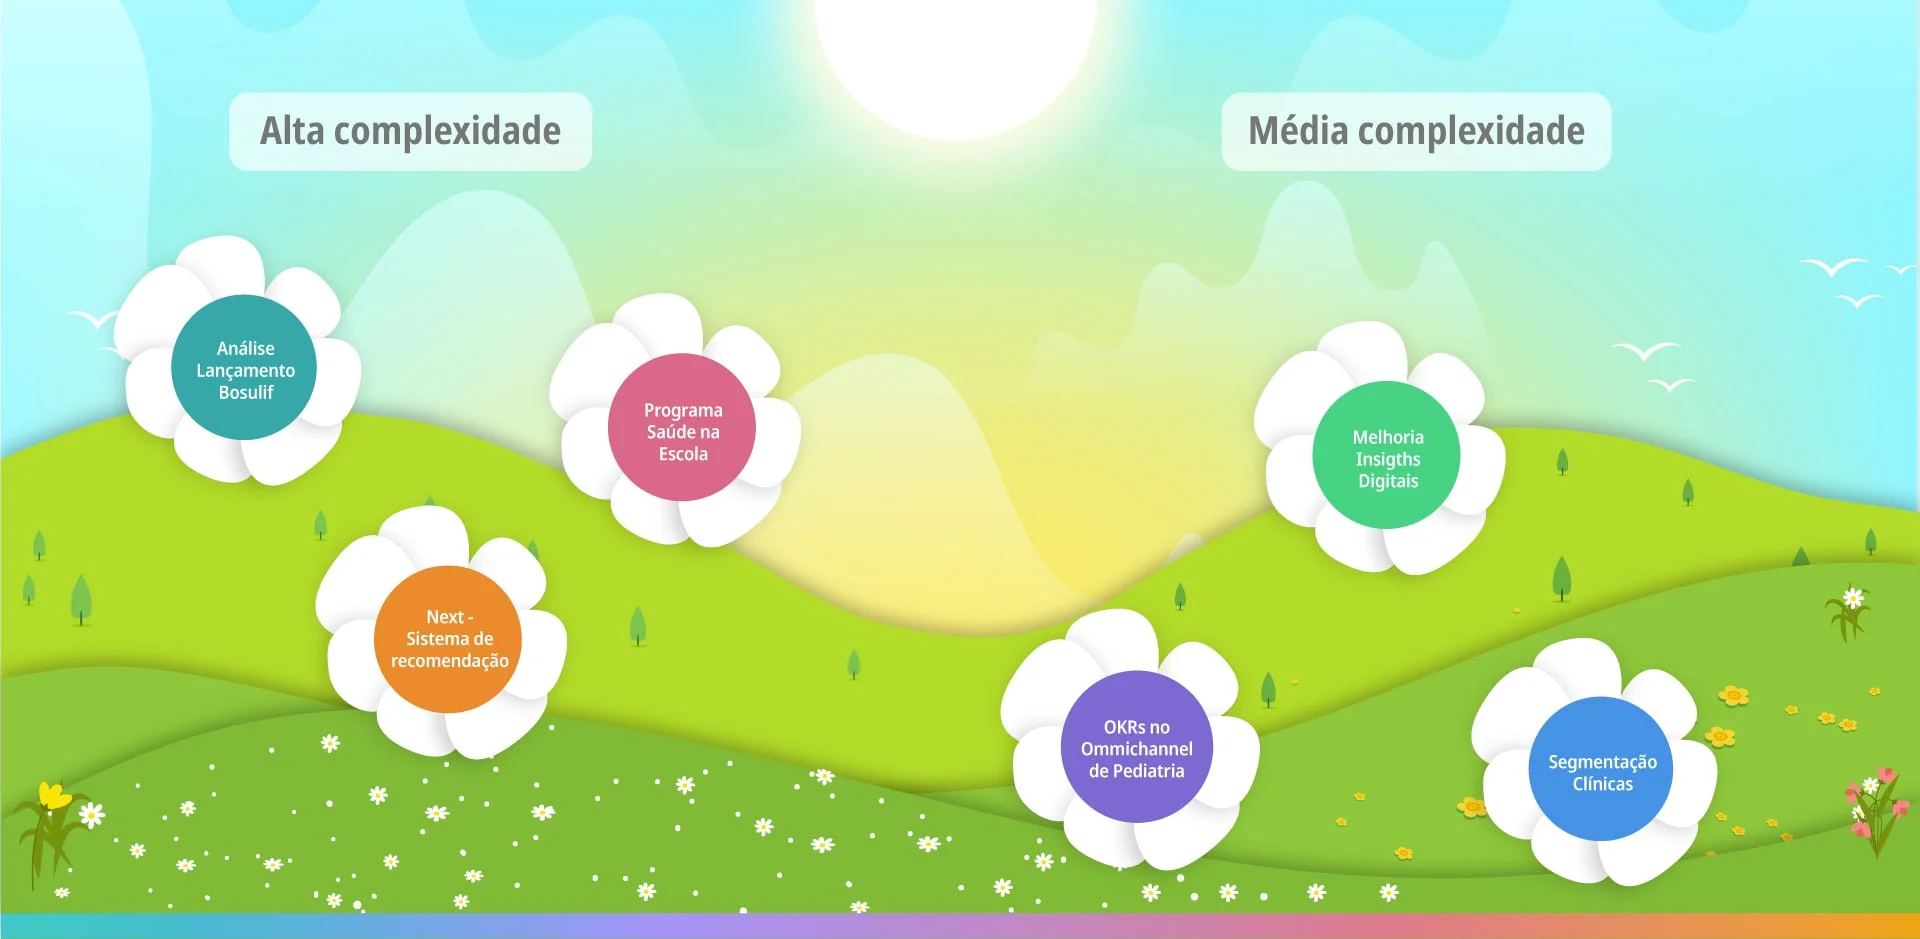 Alta complexidade
Média complexidade
Análise
Lançamento
Bosulif
Programa
Saúde na
Escola
Next -
Sistema de
recomendação
Melhoria
Insigths
Digitais
OKRs no
Ommichannel
de Pediatria
Segmentação
Clínicas